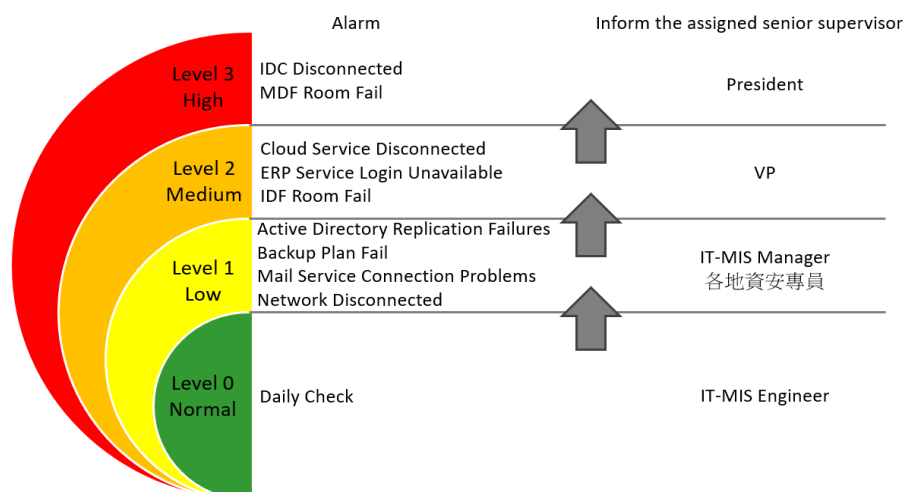 Alarm
Inform the assigned senior supervisor
Level 3
High
IDC Disconnected
MDF Room Fail
President
Level 2
Medium
Cloud Service Disconnected
ERP Service Login Unavailable
IDF Room Fail
VP
Level 1
Low
Active Directory Replication Failures
Backup Plan Fail
Mail Service Connection Problems
Network Disconnected
IT-MIS Manager
各地資安專員
Level 0
Normal
Daily Check
IT-MIS Engineer